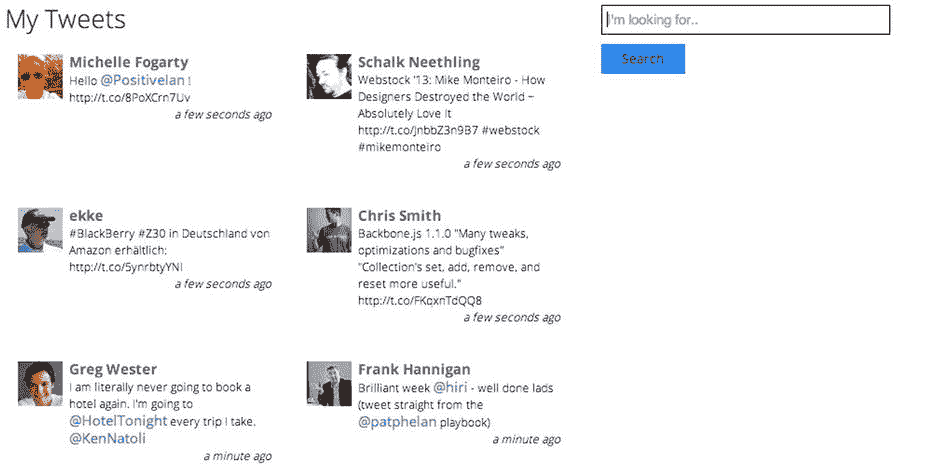 My Tweets
I'm looking for..
Search
Michelle Fogarty
Hello @Positivelan !
http://t.co/8PoXCrn7Uv
a few seconds ago
Schalk Neethling
Webstock '13: Mike Monteiro - How
Designers Destroyed the World ~
Absolutely Love It
http://t.co/JnbbZ3n9B7 #webstock
#mikemonteiro
a few seconds ago
ekke
#BlackBerry #Z30 in Deutschland von
Amazon erhältlich:
http://t.co/5ynrbtyYNI
a few seconds ago
Chris Smith
Backbone.js 1.1.0 "Many tweaks,
optimizations and bugfixes"
"Collection's set, add, remove, and
reset more useful."
http://t.co/FKqxnTdQQ8
a few seconds ago
Greg Wester
I am literally never going to book a
hotel again. I'm going to
@HotelTonight every trip I take.
@KenNatoli
a minute ago
Frank Hannigan
Brilliant week @hiri - well done lads
(tweet straight from the
@patphelan playbook)
a minute ago